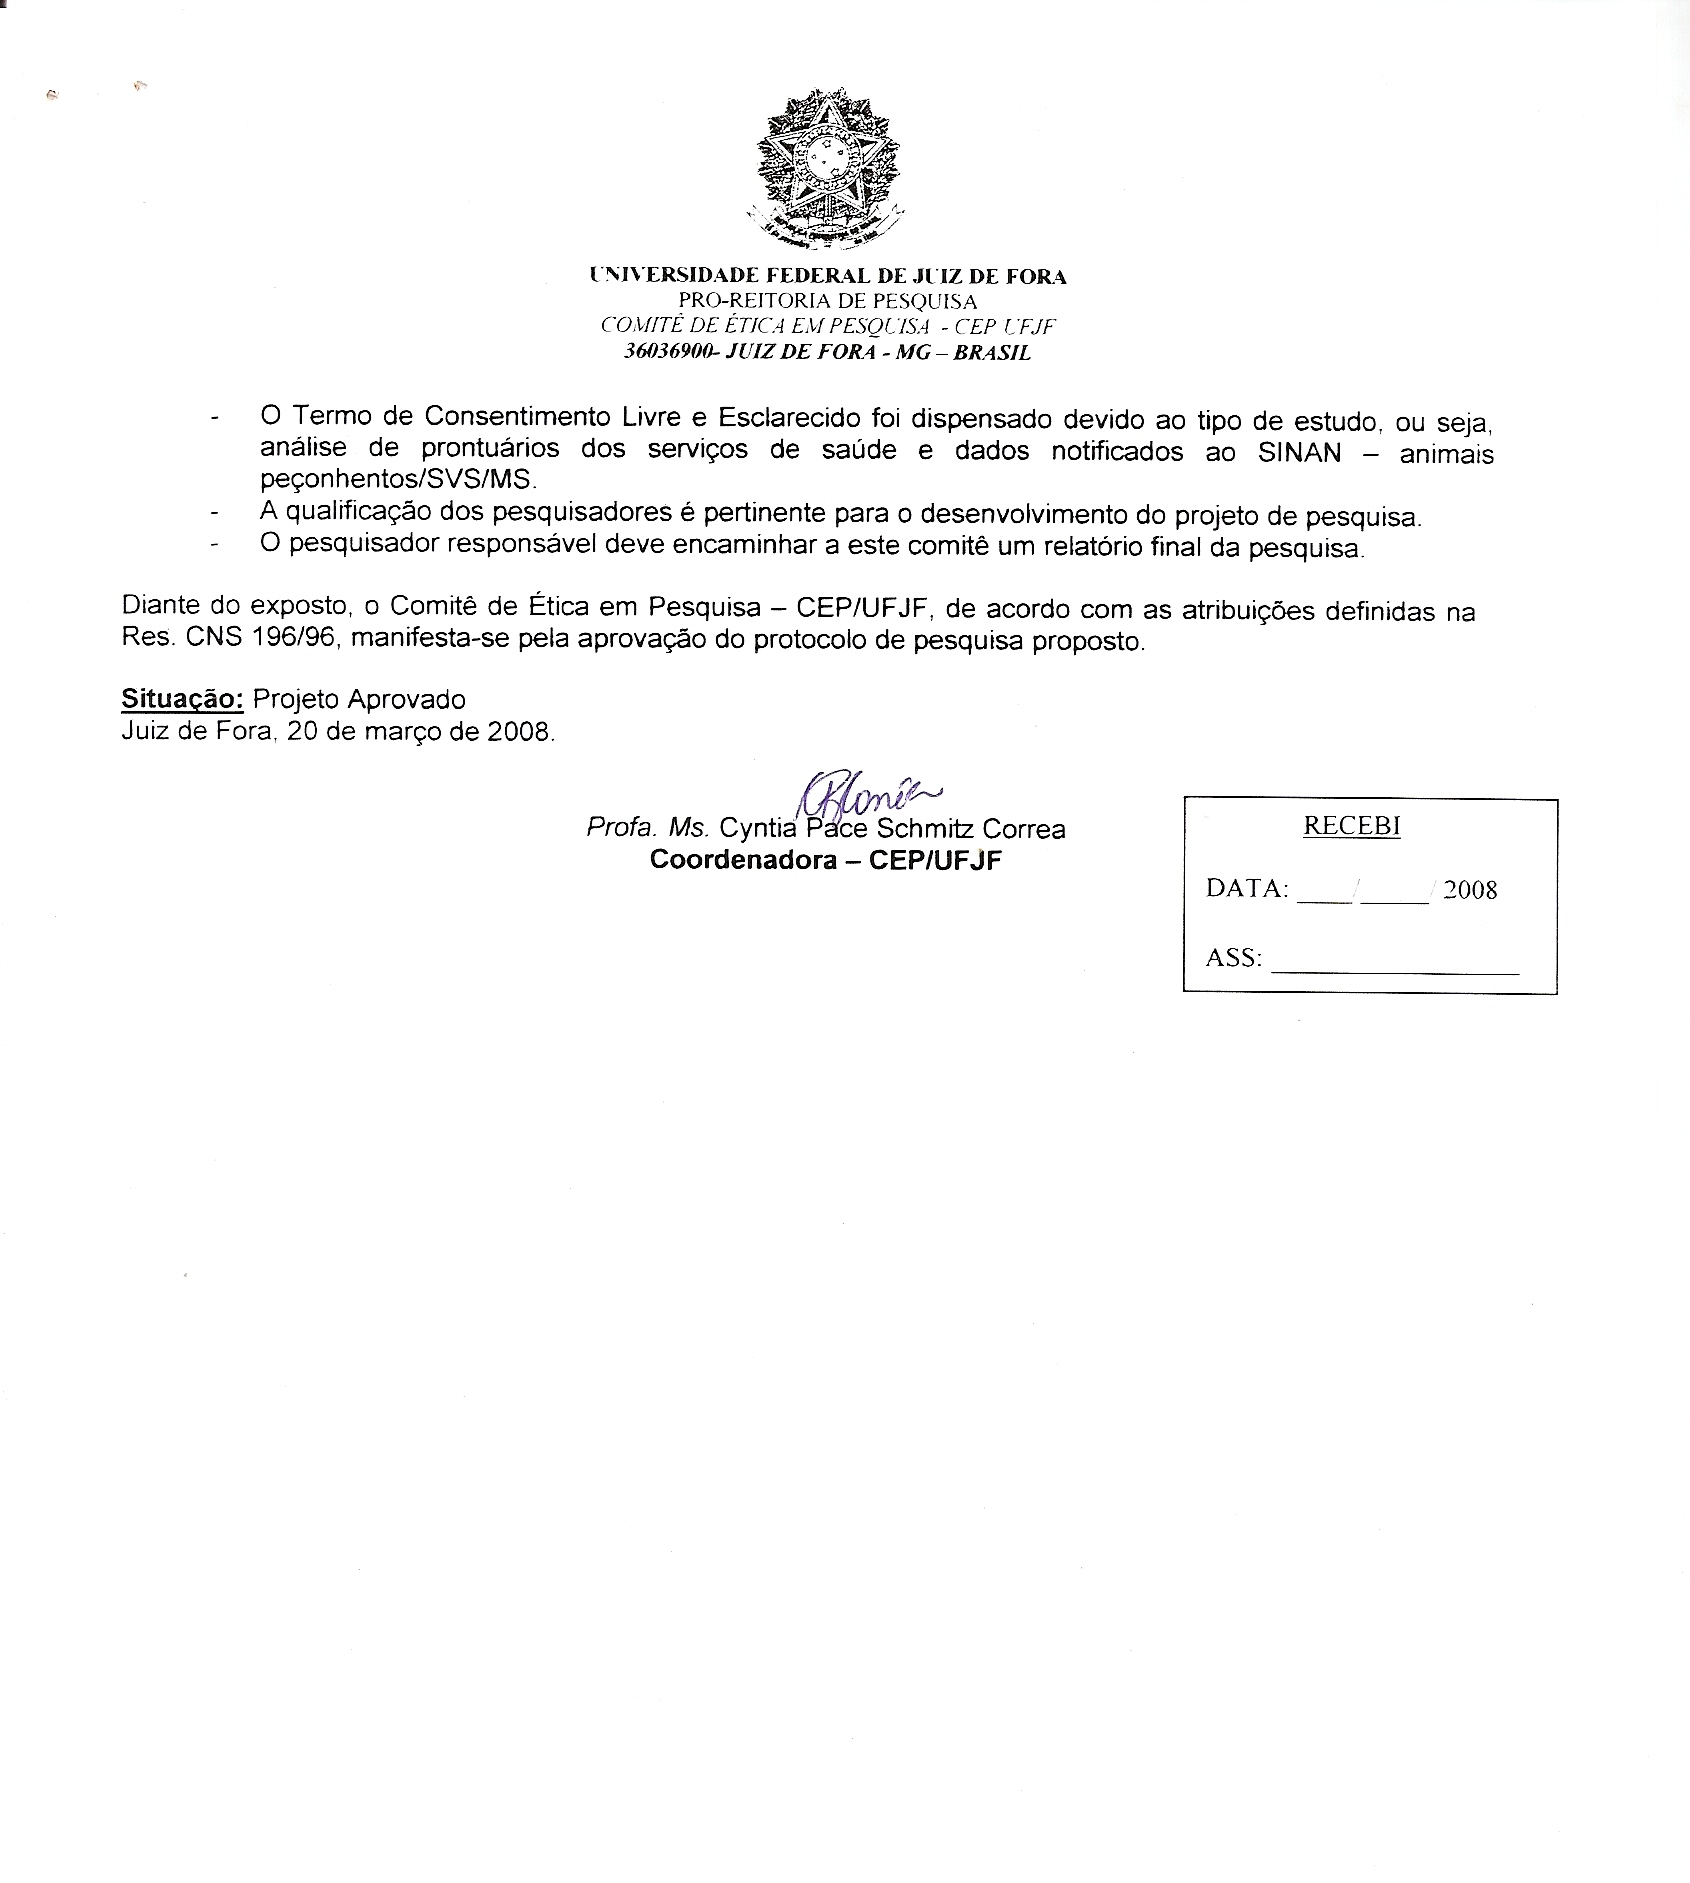 UNIVERSIDADE FEDERAL DE JUIZ DE FORA
PRO-REITORIA DE PESQUISA
COMITÊ DE ÉTICA EM PESQUISA - CEP UFJF
36036900- JUIZ DE FORA - MG – BRASIL
- O Termo de Consentimento Livre e Esclarecido foi dispensado devido ao tipo de estudo, ou seja,
análise de prontuários dos serviços de saúde e dados notificados ao SINAN – animais
peçonhentos/SVS/MS.
- A qualificação dos pesquisadores é pertinente para o desenvolvimento do projeto de pesquisa.
- O pesquisador responsável deve encaminhar a este comitê um relatório final da pesquisa.
Diante do exposto, o Comitê de Ética em Pesquisa – CEP/UFJF, de acordo com as atribuições definidas na
Res. CNS 196/96, manifesta-se pela aprovação do protocolo de pesquisa proposto.
Situação: Projeto Aprovado
Juiz de Fora, 20 de março de 2008.
Profa. Ms. Cyntia Pace Schmitz Correa
Coordenadora – CEP/UFJF
RECEBI
DATA: ____/_____/ 2008
ASS: __________________